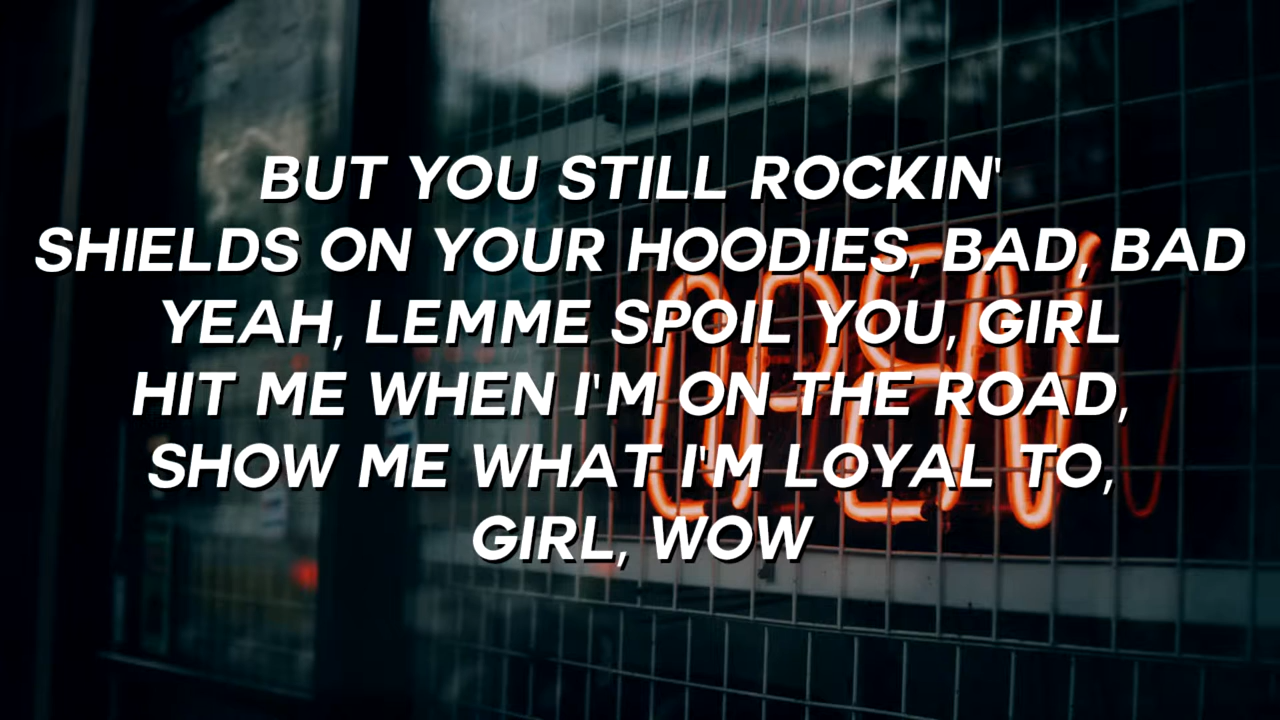 BUT YOU STILL ROCKIN'
SHIELDS ON YOUR HOODIES, BAD, BAD
YEAH, LEMME SPOIL YOU, GIRL
HIT ME WHEN I'M ON THE ROAD,
SHOW ME WHAT I'M LOYAL TO,
GIRL, WOW
OPEN